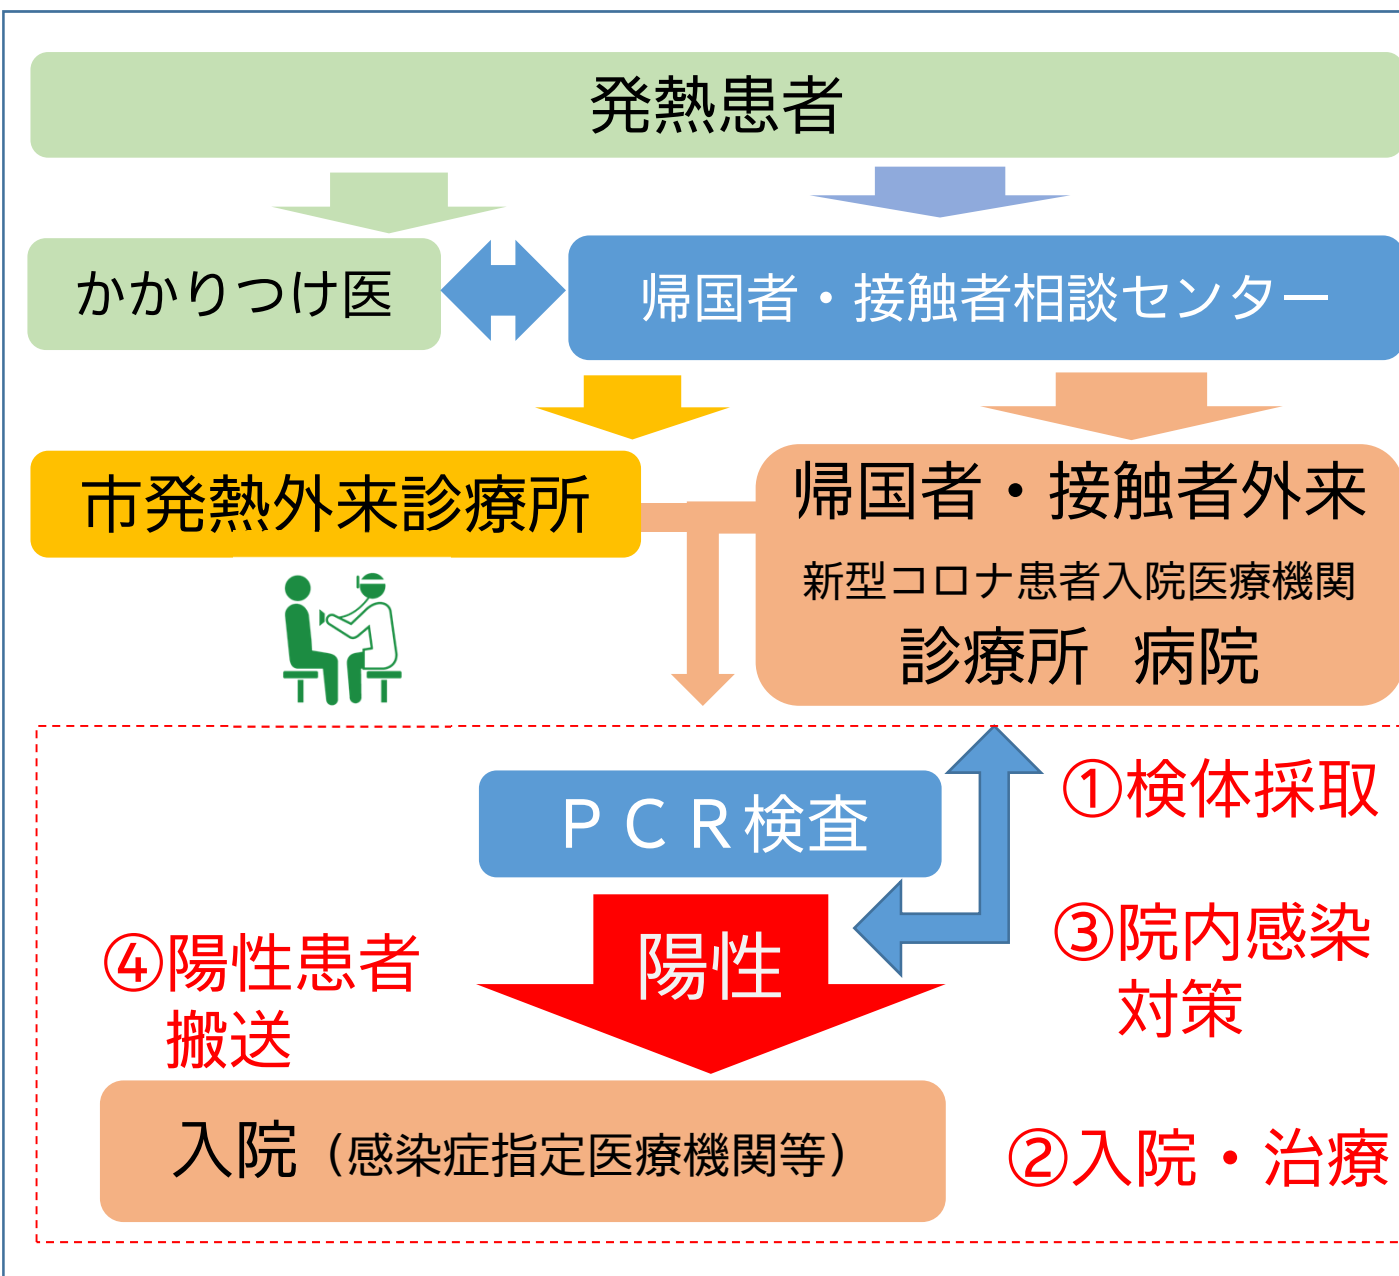 発熱患者
かかりつけ医
帰国者・接触者相談センター
市発熱外来診療所
帰国者・接触者外来
新型コロナ患者入院医療機関
診療所　病院
ＰＣＲ検査
①検体採取
陽性
③院内感染
対策
④陽性患者
搬送
入院（感染症指定医療機関等）
②入院・治療